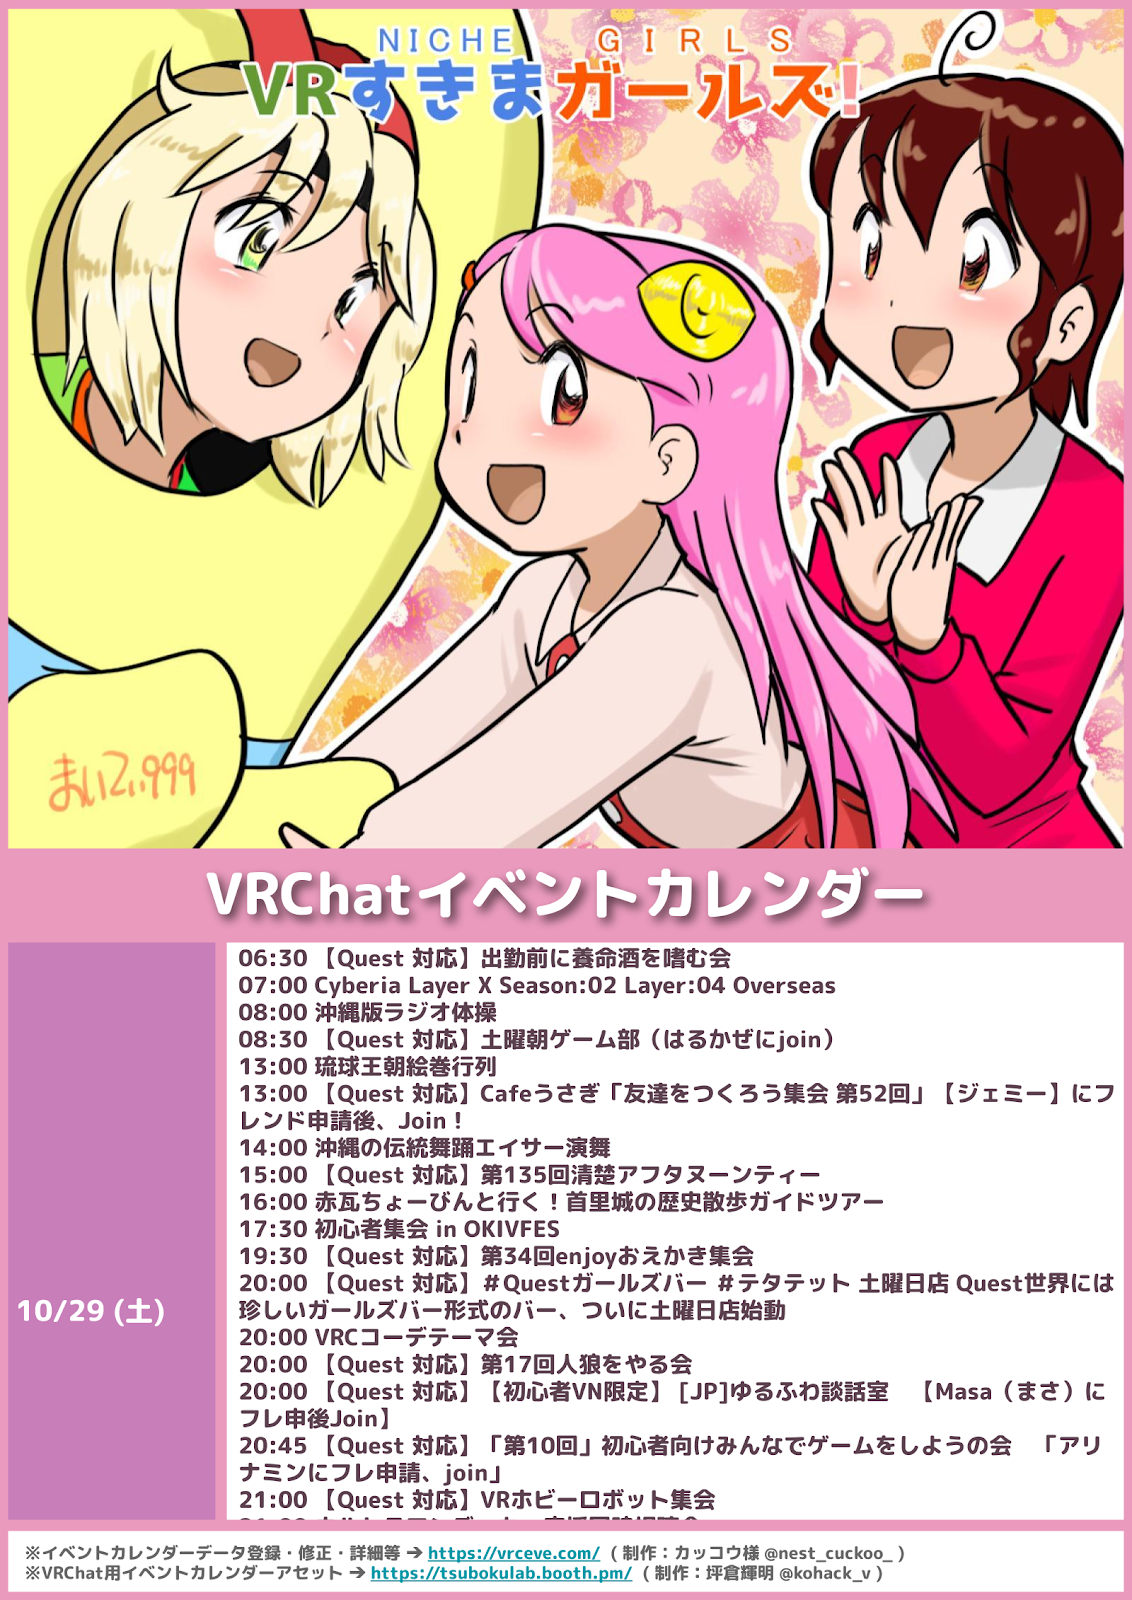 NICHE GIRLS
VRすきまガールズ!
まいてぃ999
VRChatイベントカレンダー
10/29 (土)
06:30 【Quest 対応】出勤前に養命酒を嗜む会
07:00 Cyberia Layer X Season:02 Layer:04 Overseas
08:00 沖縄版ラジオ体操
08:30 【Quest 対応】土曜朝ゲーム部（はるかぜにjoin）
13:00 琉球王朝絵巻行列
13:00 【Quest 対応】Cafeうさぎ「友達をつくろう集会 第52回」【ジェミー】にフ
レンド申請後、Join！
14:00 沖縄の伝統舞踊エイサー演舞
15:00 【Quest 対応】第135回清楚アフタヌーンティー
16:00 赤瓦ちょーびんと行く！首里城の歴史散歩ガイドツアー
17:30 初心者集会 in OKIVFES
19:30 【Quest 対応】第34回enjoyおえかき集会
20:00 【Quest 対応】＃Questガールズバー ＃テタテット 土曜日店 Quest世界には
珍しいガールズバー形式のバー、ついに土曜日店始動
20:00 VRCコーデテーマ会
20:00 【Quest 対応】第17回人狼をやる会
20:00 【Quest 対応】【初心者VN限定】 [JP]ゆるふわ談話室　【Masa（まさ）に
フレ申後Join】
20:45 【Quest 対応】「第10回」初心者向けみんなでゲームをしようの会　「アリ
ナミンにフレ申請、join」
21:00 【Quest 対応】VRホビーロボット集会
※イベントカレンダーデータ登録・修正・詳細等 ➔ https://vrceve.com/ （制作：カッコウ様 @nest_cuckoo_ ）
※VRChat用イベントカレンダーアセット ➔ https://tsubokulab.booth.pm/ （制作：坪倉輝明 @kohack_v ）